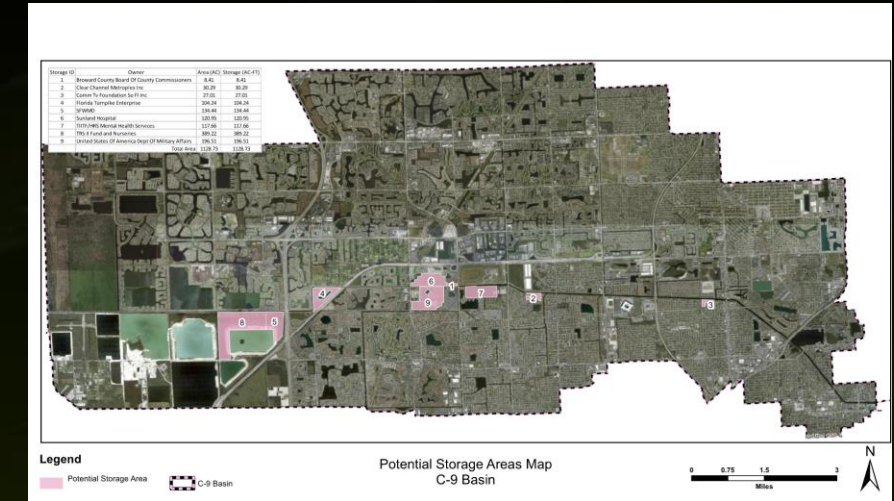 Storage ID Owner Area (AC) Storage (AC-FT)
1 Broward County Board Of County Commissioners 8.41 8.41
2 Clear Channel Metroplex Inc 30.29 30.29
3 Comm Tv Foundation So Fl Inc 27.01 27.01
4 Florida Turnpike Enterprise 104.24 104.24
5 SFWMD 134.44 134.44
6 Sunland Hospital 120.95 120.95
7 TIITF/HRS Mental Health Services 117.66 117.66
8 TRG II Fund and Nurseries 389.22 389.22
9 United States Of America Dept Of Military Affairs 196.51 196.51
Total Area 1128.73 1128.73
6
1
4
7
9
2
3
8
5
Legend
Potential Storage Area
C-9 Basin
Potential Storage Areas Map
C-9 Basin
0 0.75 1.5 3
Miles
N